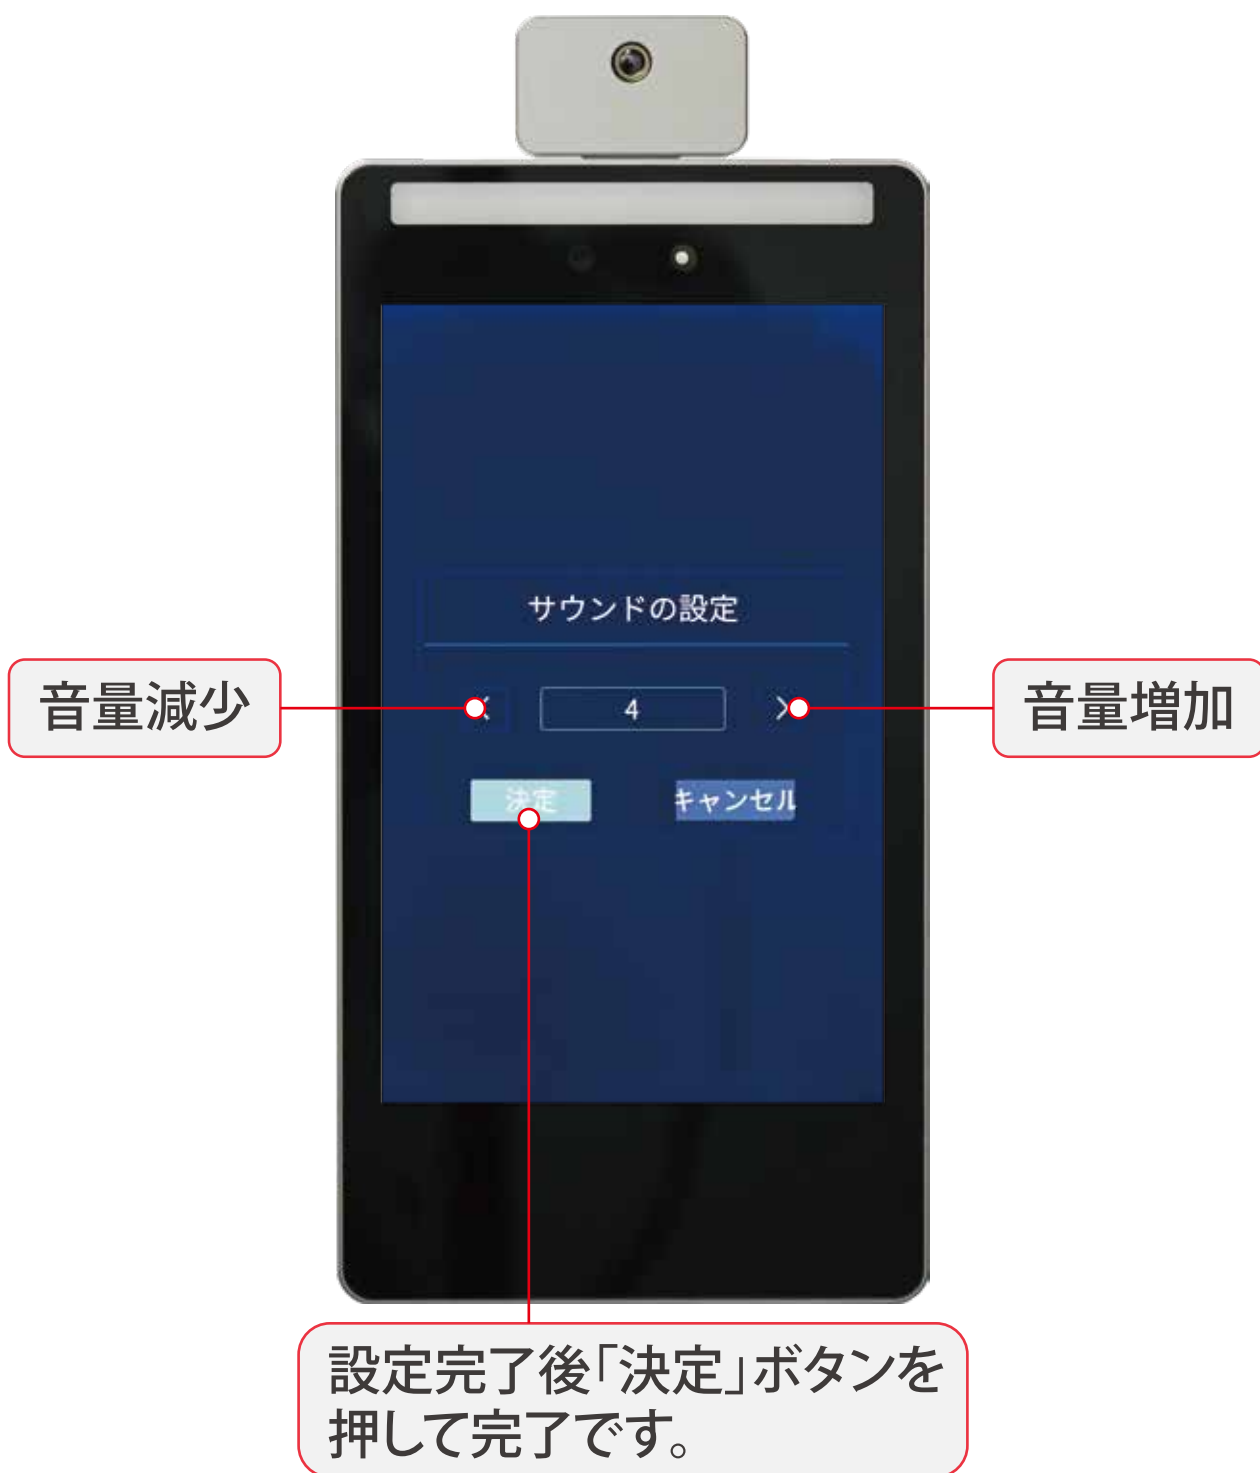 サウンドの設定
音量減少
<
4
>
音量増加
決定
キャンセル
設定完了後「決定」ボタンを
押して完了です。